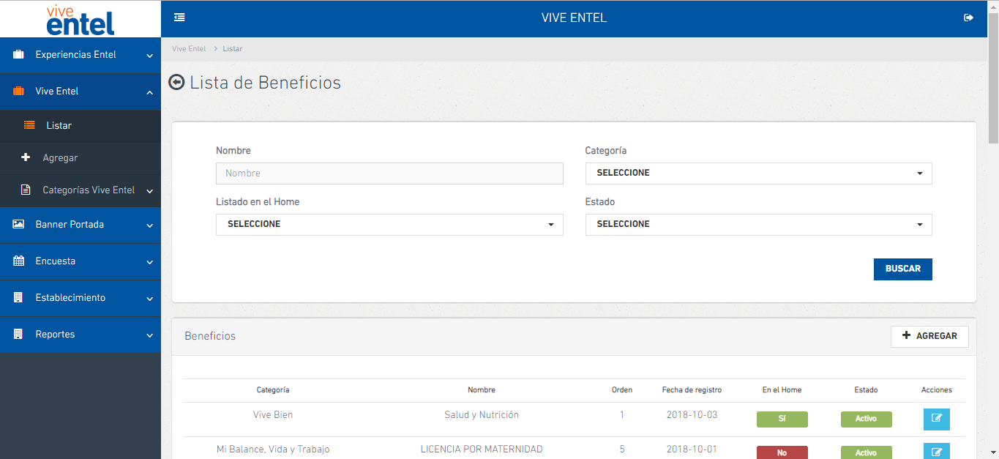 vive
entel
VIVE ENTEL
Experiencias Entel
Vive Entel
Listar
Agregar
Categorías Vive Entel
Banner Portada
Encuesta
Establecimiento
Reportes
Vive Entel > Listar
Lista de Beneficios
Nombre Categoría
Nombre SELECCIONE
Listado en el Home Estado
SELECCIONE SELECCIONE
BUSCAR
Beneficios + AGREGAR
Categoría Nombre Orden Fecha de registro En el Home Estado Acciones
Vive Bien Salud y Nutrición 1 2018-10-03 Sí Activo
Mi Balance, Vida y Trabajo LICENCIA POR MATERNIDAD 5 2018-10-01 No Activo